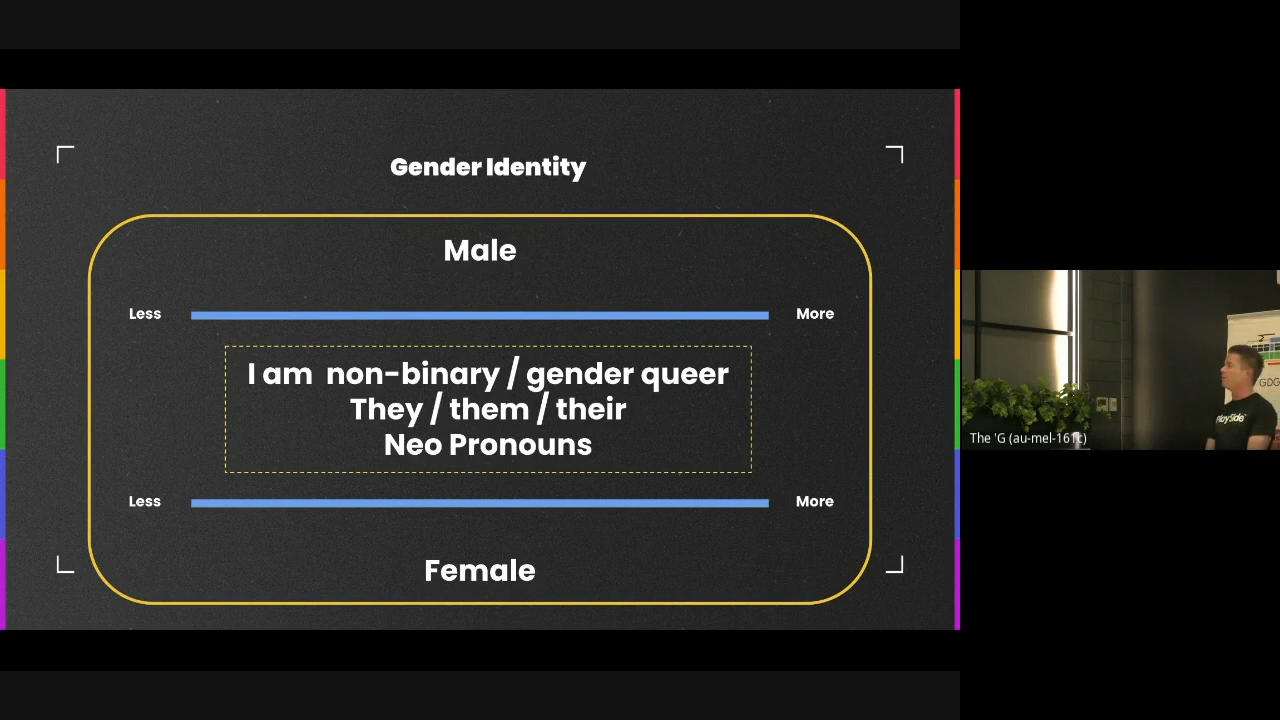 Gender Identity
Male
Less
More
I am non-binary / gender queer
They / them / their
Neo Pronouns
Less
More
Female
GDG
The 'G (au-mel-161c)